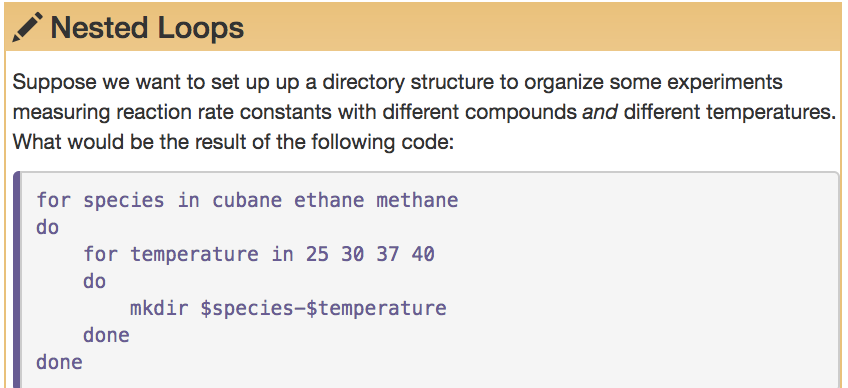 Nested Loops
Suppose we want to set up up a directory structure to organize some experiments
measuring reaction rate constants with different compounds and different temperatures.
What would be the result of the following code:
for species in cubane ethane methane
do
    for temperature in 25 30 37 40
    do
        mkdir $species-$temperature
    done
done